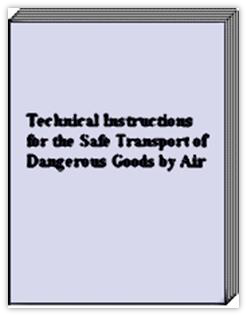 Technical Instructions
for the Safe Transport of
Dangerous Goods by Air